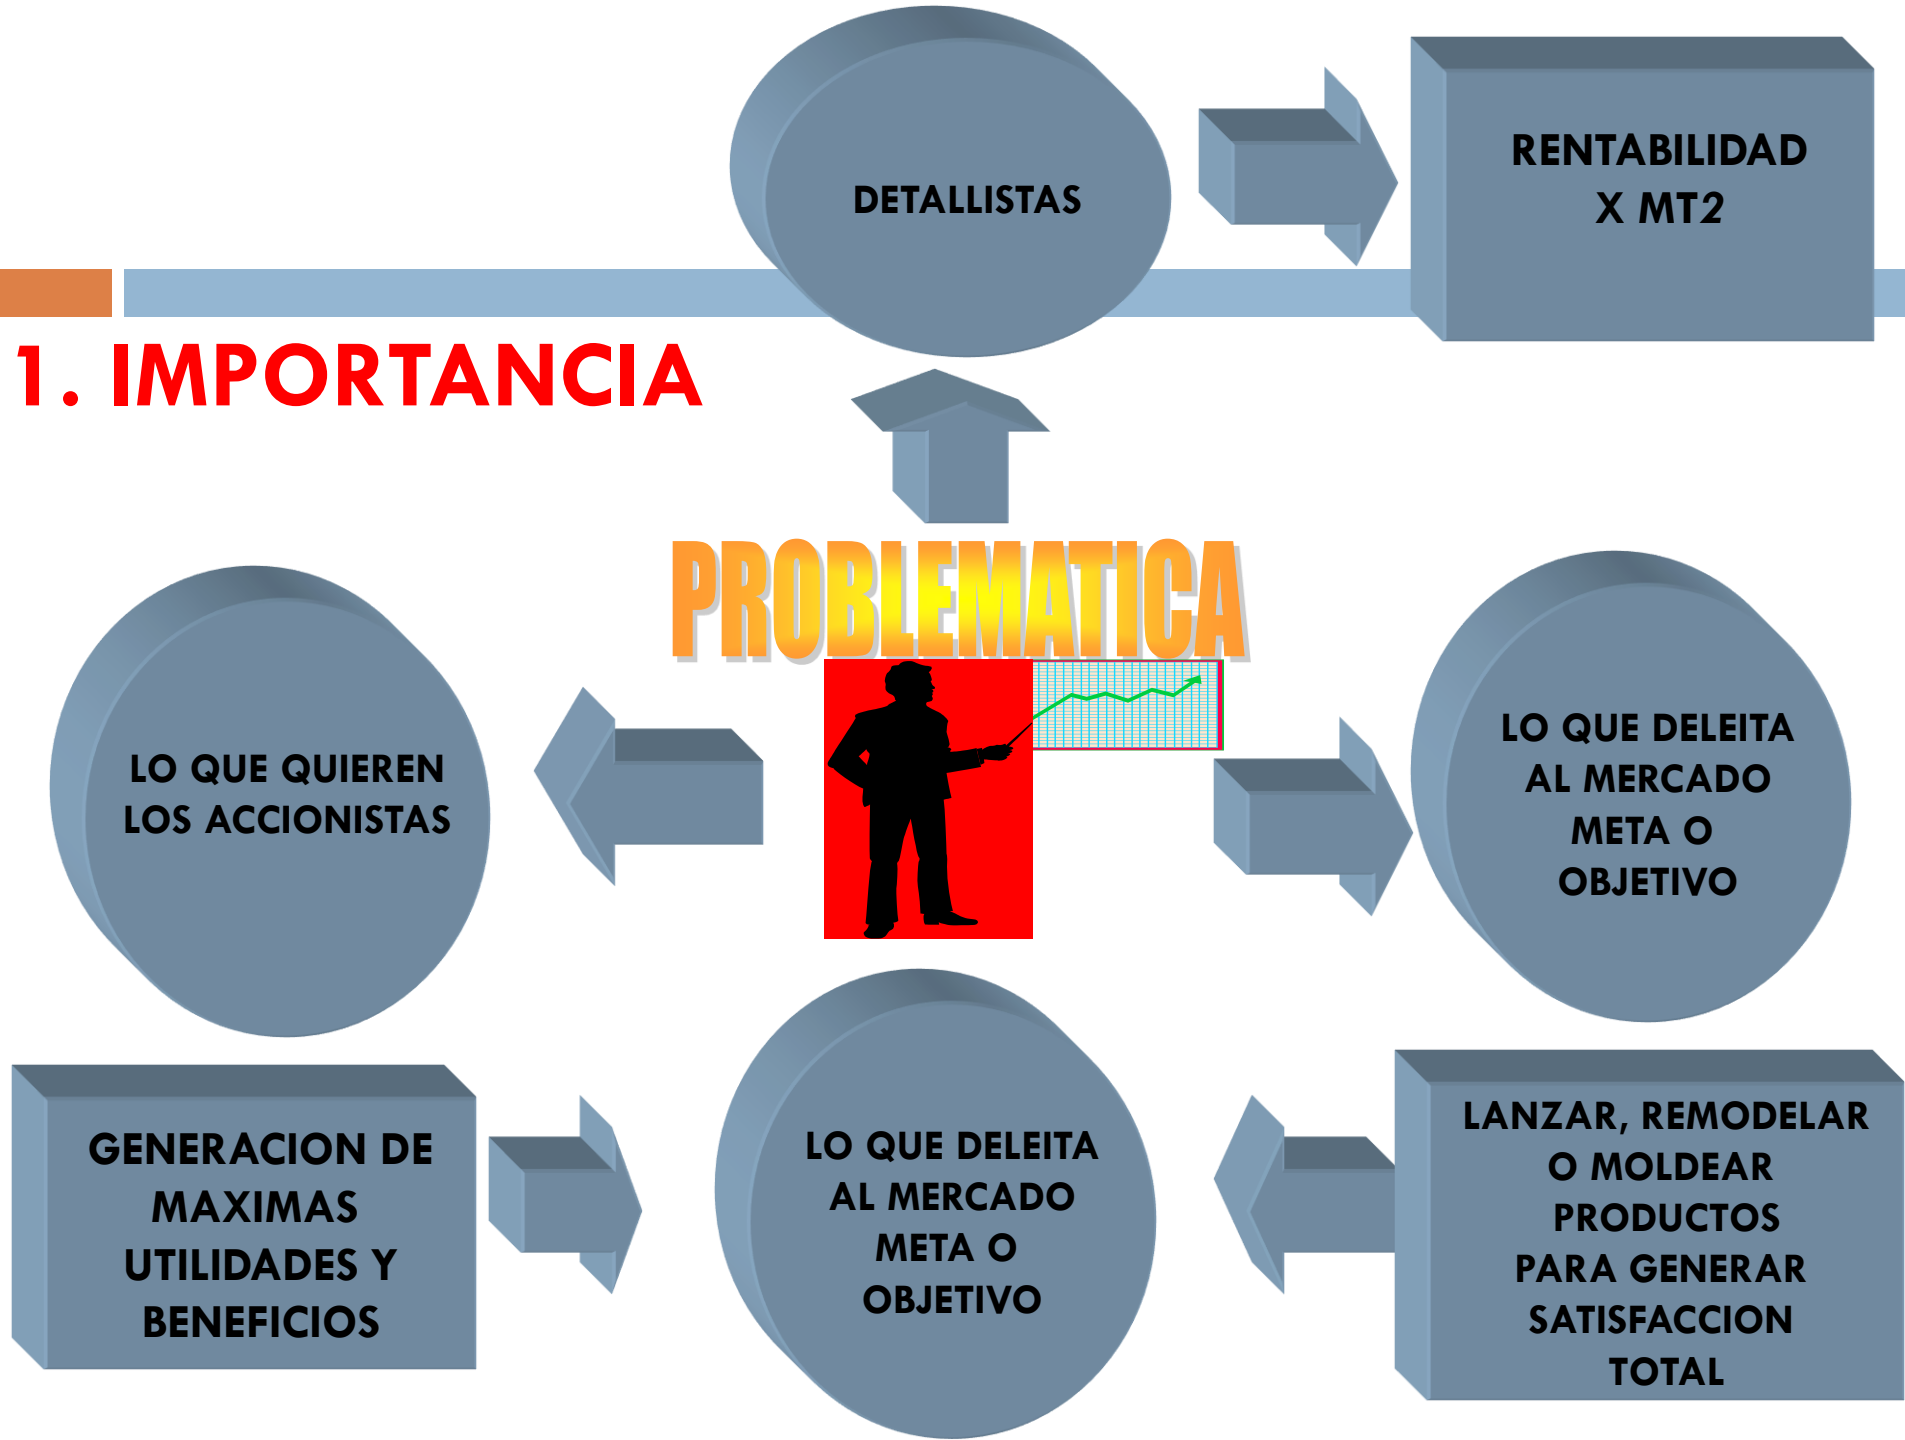 DETALLISTAS
RENTABILIDAD
X MT2
1. IMPORTANCIA
PROBLEMATICA
LO QUE QUIEREN
LOS ACCIONISTAS
LO QUE DELEITA
AL MERCADO
META O
OBJETIVO
GENERACION DE
MAXIMAS
UTILIDADES Y
BENEFICIOS
LO QUE DELEITA
AL MERCADO
META O
OBJETIVO
LANZAR, REMODELAR
O MOLDEAR
PRODUCTOS
PARA GENERAR
SATISFACCION
TOTAL